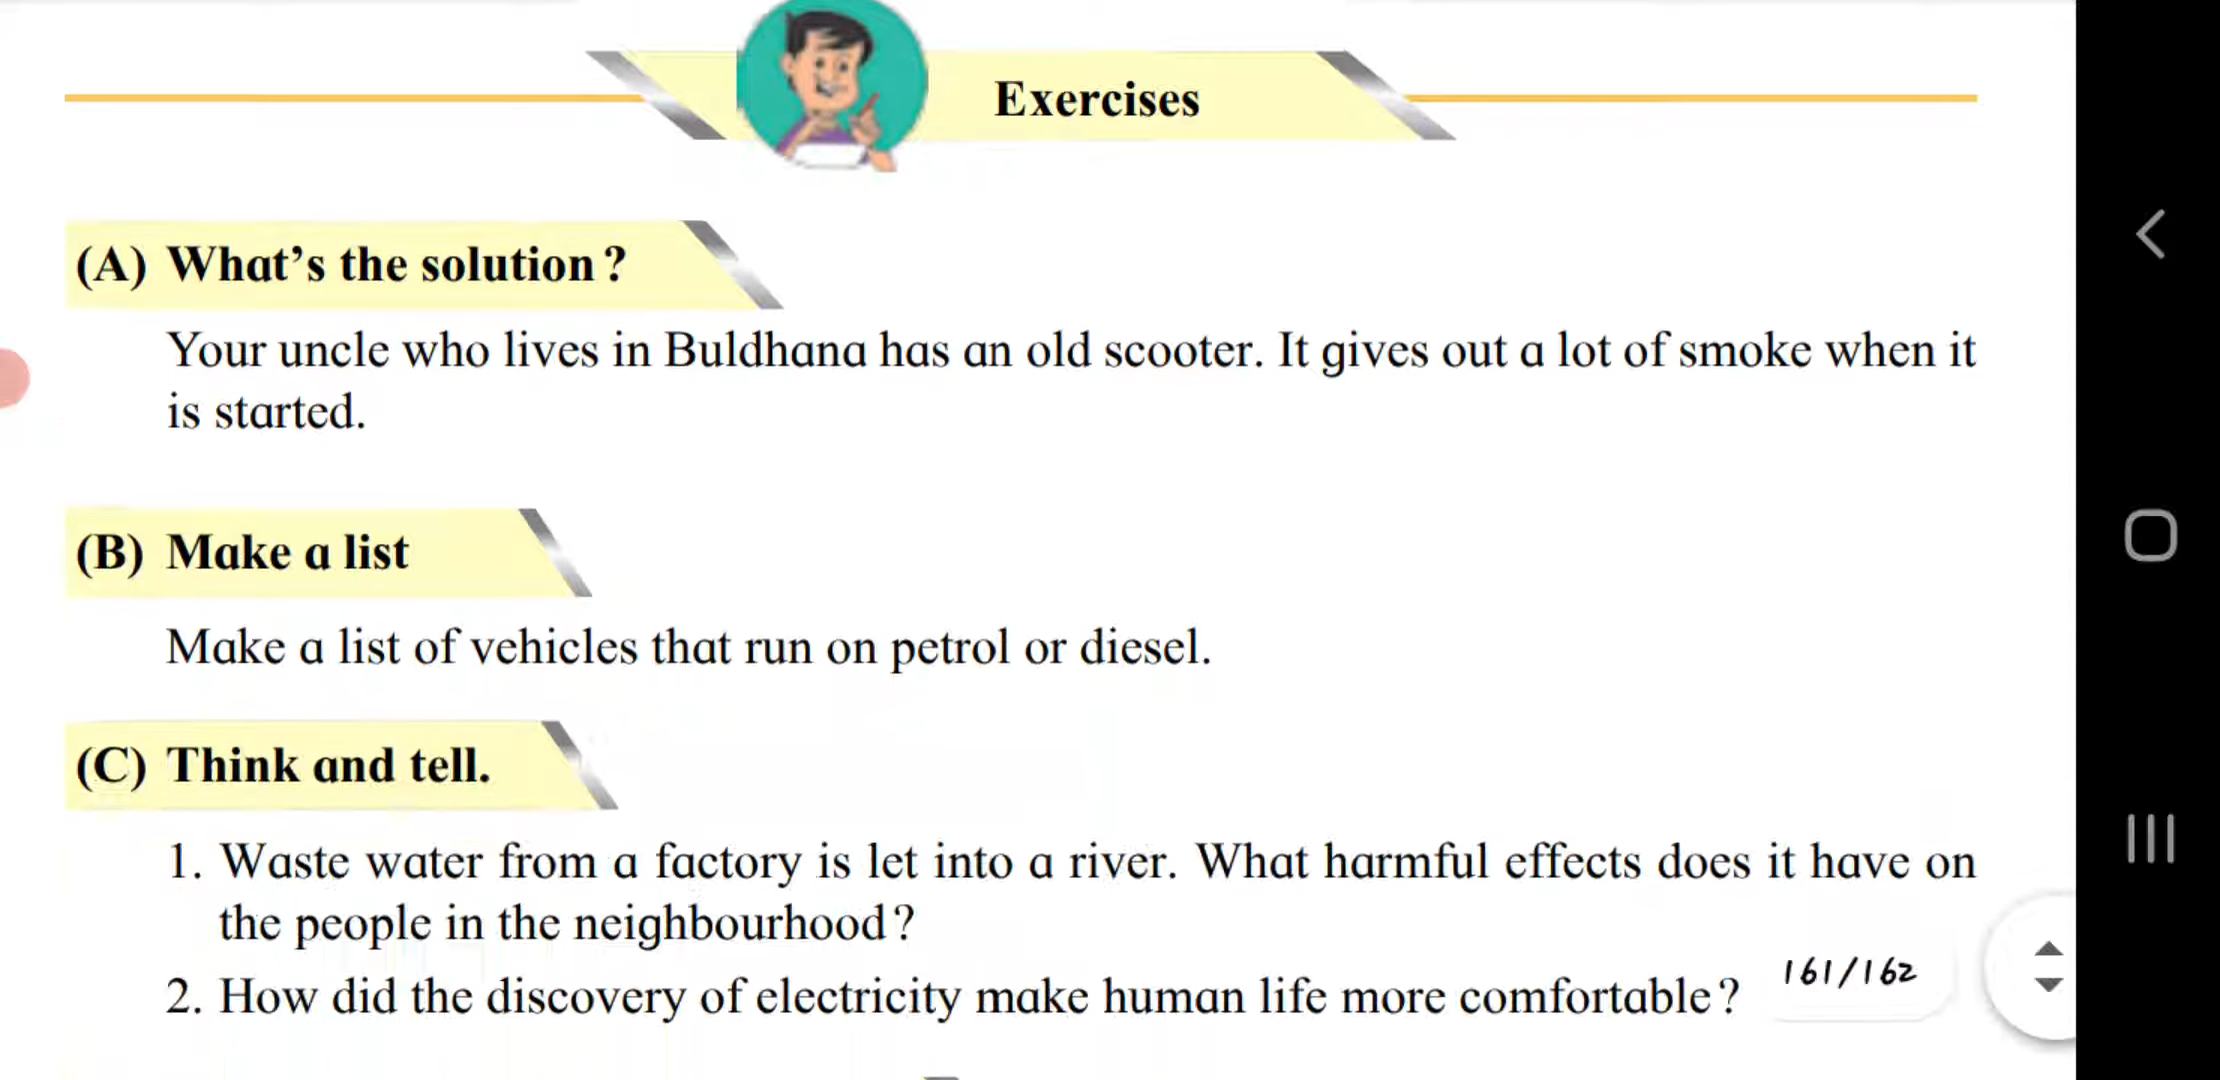 Exercises
(A) What's the solution ?
Your uncle who lives in Buldhana has an old scooter. It gives out a lot of smoke when it
is started.
(B) Make a list
Make a list of vehicles that run on petrol or diesel.
(C) Think and tell.
1. Waste water from a factory is let into a river. What harmful effects does it have on
the people in the neighbourhood ?
2. How did the discovery of electricity make human life more comfortable ?
161/162